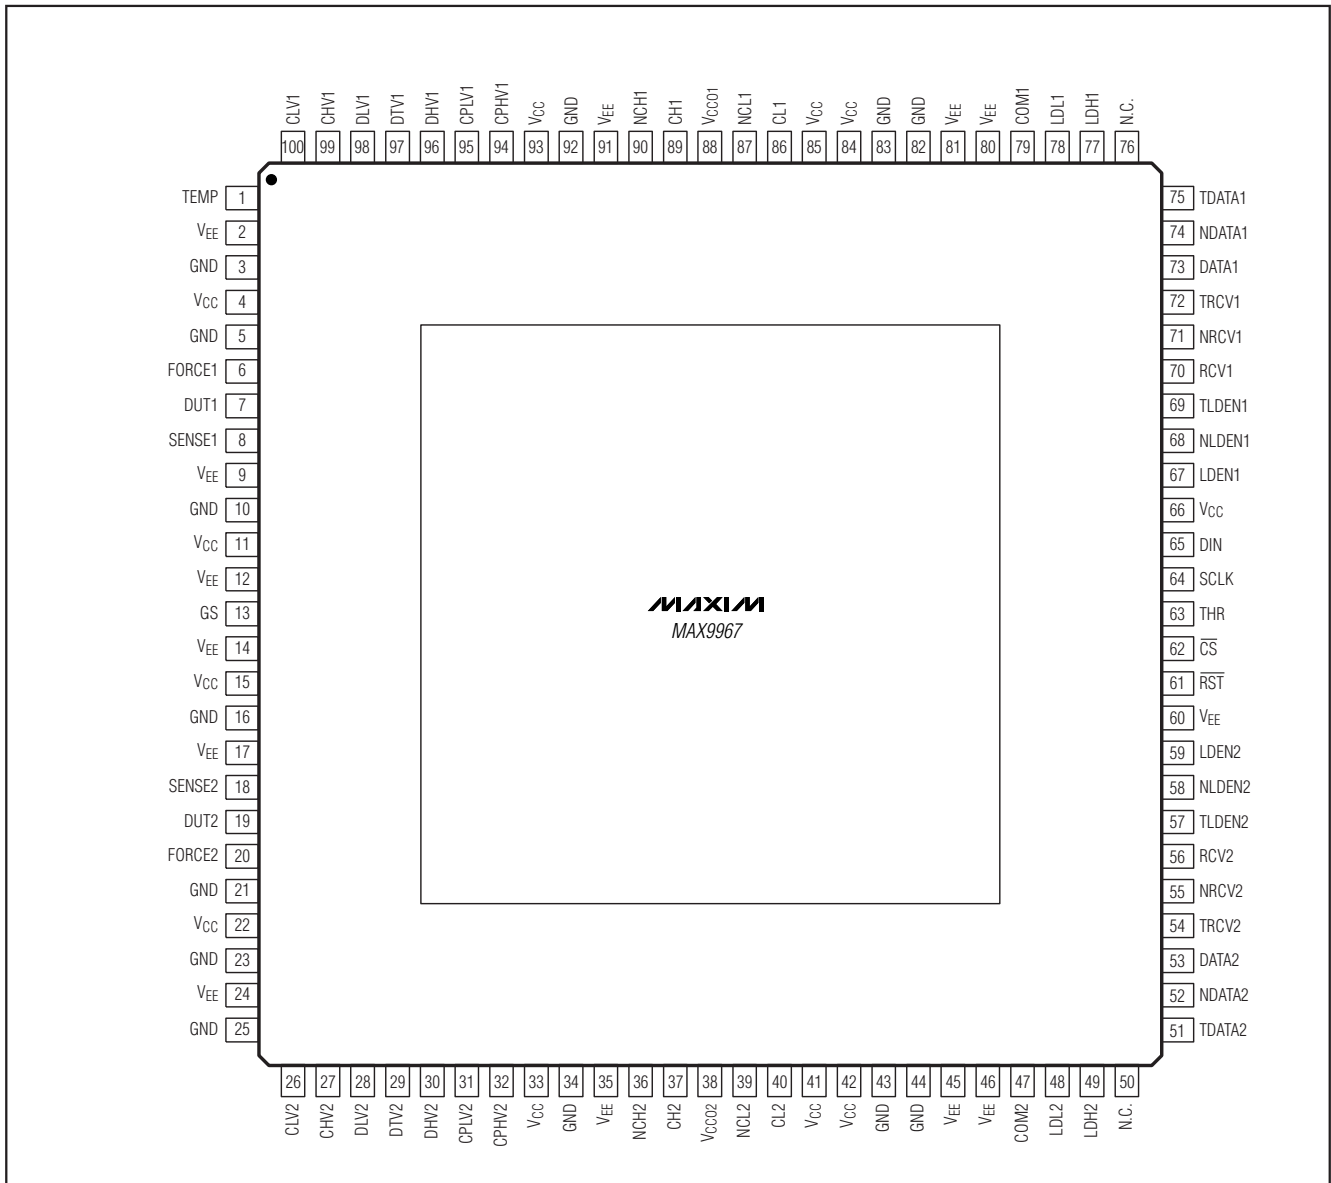 CLV1 CHV1 DLV1 DTV1 DHV1 CPLV1 CPHV1 VCC GND VEE NCH1 CH1 VCCO1 NCL1 CL1 VCC VCC GND GND VEE VEE COM1 LDL1 LDH1 N.C.
100 99 98 97 96 95 94 93 92 91 90 89 88 87 86 85 84 83 82 81 80 79 78 77 76
TEMP 1
VEE 2
GND 3
VCC 4
GND 5
FORCE1 6
DUT1 7
SENSE1 8
VEE 9
GND 10
VCC 11
VEE 12
GS 13
VEE 14
VCC 15
GND 16
VEE 17
SENSE2 18
DUT2 19
FORCE2 20
GND 21
VCC 22
GND 23
VEE 24
GND 25
MAXIM
MAX9967
75 TDATA1
74 NDATA1
73 DATA1
72 TRCV1
71 NRCV1
70 RCV1
69 TLDEN1
68 NLDEN1
67 LDEN1
66 VCC
65 DIN
64 SCLK
63 THR
62 C̅S̅
61 R̅S̅T̅
60 VEE
59 LDEN2
58 NLDEN2
57 TLDEN2
56 RCV2
55 NRCV2
54 TRCV2
53 DATA2
52 NDATA2
51 TDATA2
26 27 28 29 30 31 32 33 34 35 36 37 38 39 40 41 42 43 44 45 46 47 48 49 50
CLV2 CHV2 DLV2 DTV2 DHV2 CPLV2 CPHV2 VCC GND VEE NCH2 CH2 VCCO2 NCL2 CL2 VCC VCC GND GND VEE VEE COM2 LDL2 LDH2 N.C.